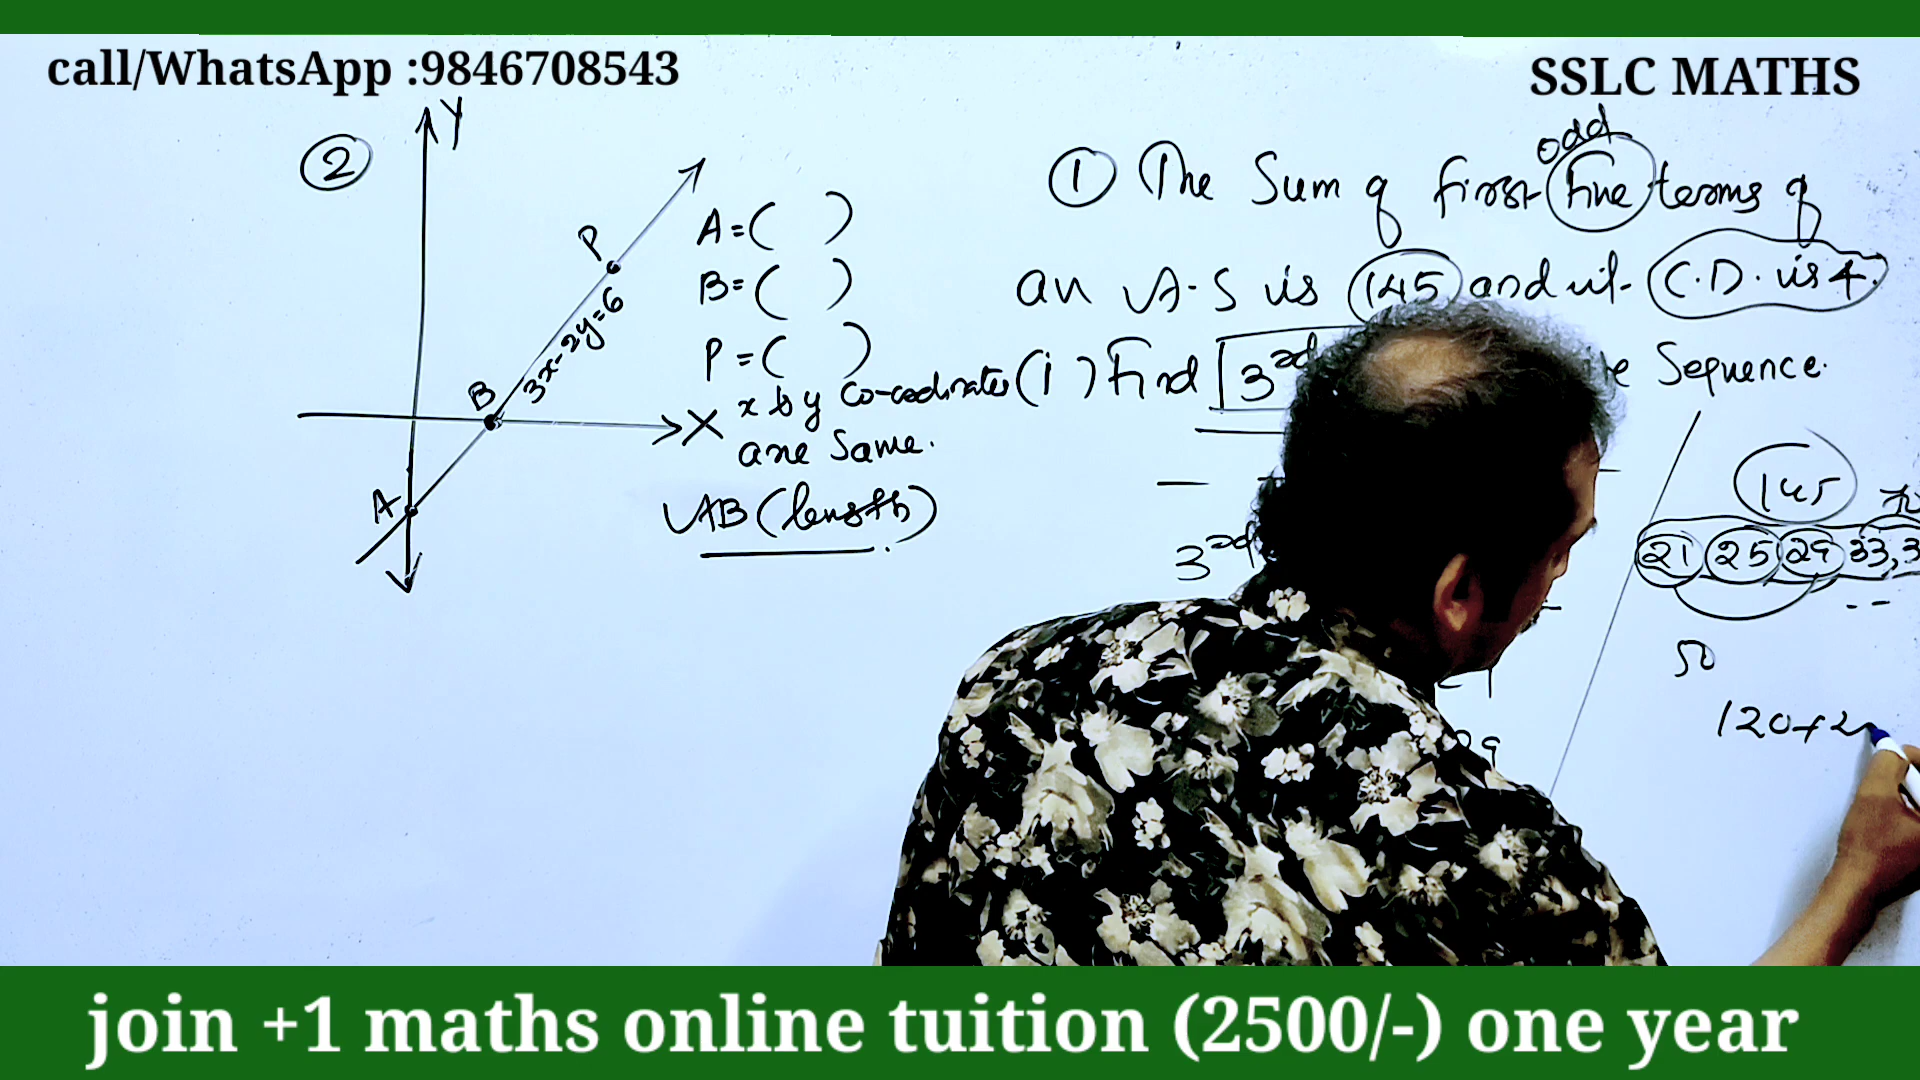 call/WhatsApp :9846708543
SSLC MATHS
2
Y
P
3x-2y=6
B
X
A
A=( )
B=( )
P=( )
x & y co-ordinates
are same.
AB (length)
odd
1 The Sum of first five terms of
an A.S is 145 and it- C.D. is 4.
(i) Find 3rd
Sequence.
3rd
145
21 25 29 33,3
50
120+2
join +1 maths online tuition (2500/-) one year